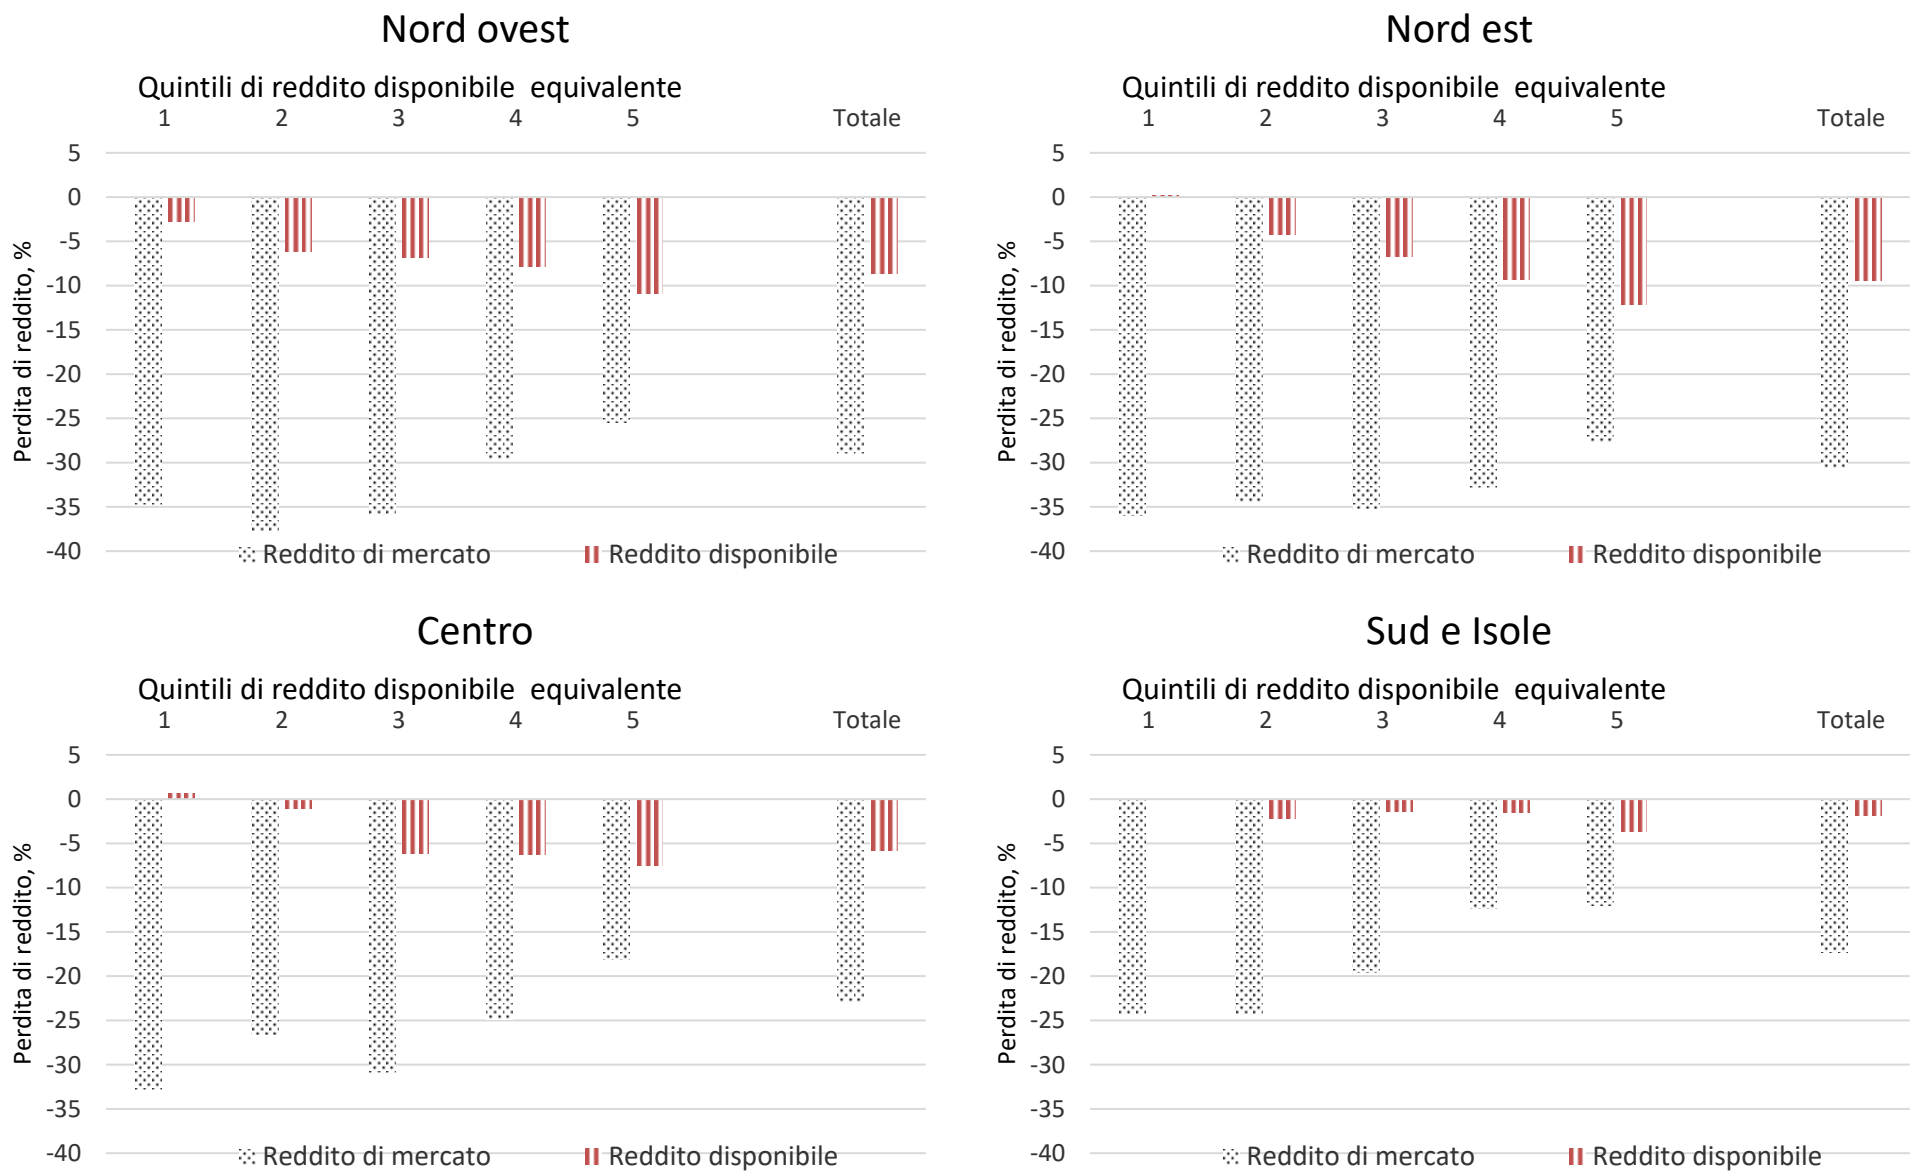 Nord ovest
Quintili di reddito disponibile  equivalente
1 2 3 4 5 Totale
5
0
-5
-10
-15
-20
-25
-30
-35
-40
Perdita di reddito, %
Reddito di mercato Reddito disponibile
Nord est
Quintili di reddito disponibile  equivalente
1 2 3 4 5 Totale
5
0
-5
-10
-15
-20
-25
-30
-35
-40
Perdita di reddito, %
Reddito di mercato Reddito disponibile
Centro
Quintili di reddito disponibile  equivalente
1 2 3 4 5 Totale
5
0
-5
-10
-15
-20
-25
-30
-35
-40
Perdita di reddito, %
Reddito di mercato Reddito disponibile
Sud e Isole
Quintili di reddito disponibile  equivalente
1 2 3 4 5 Totale
5
0
-5
-10
-15
-20
-25
-30
-35
-40
Perdita di reddito, %
Reddito di mercato Reddito disponibile